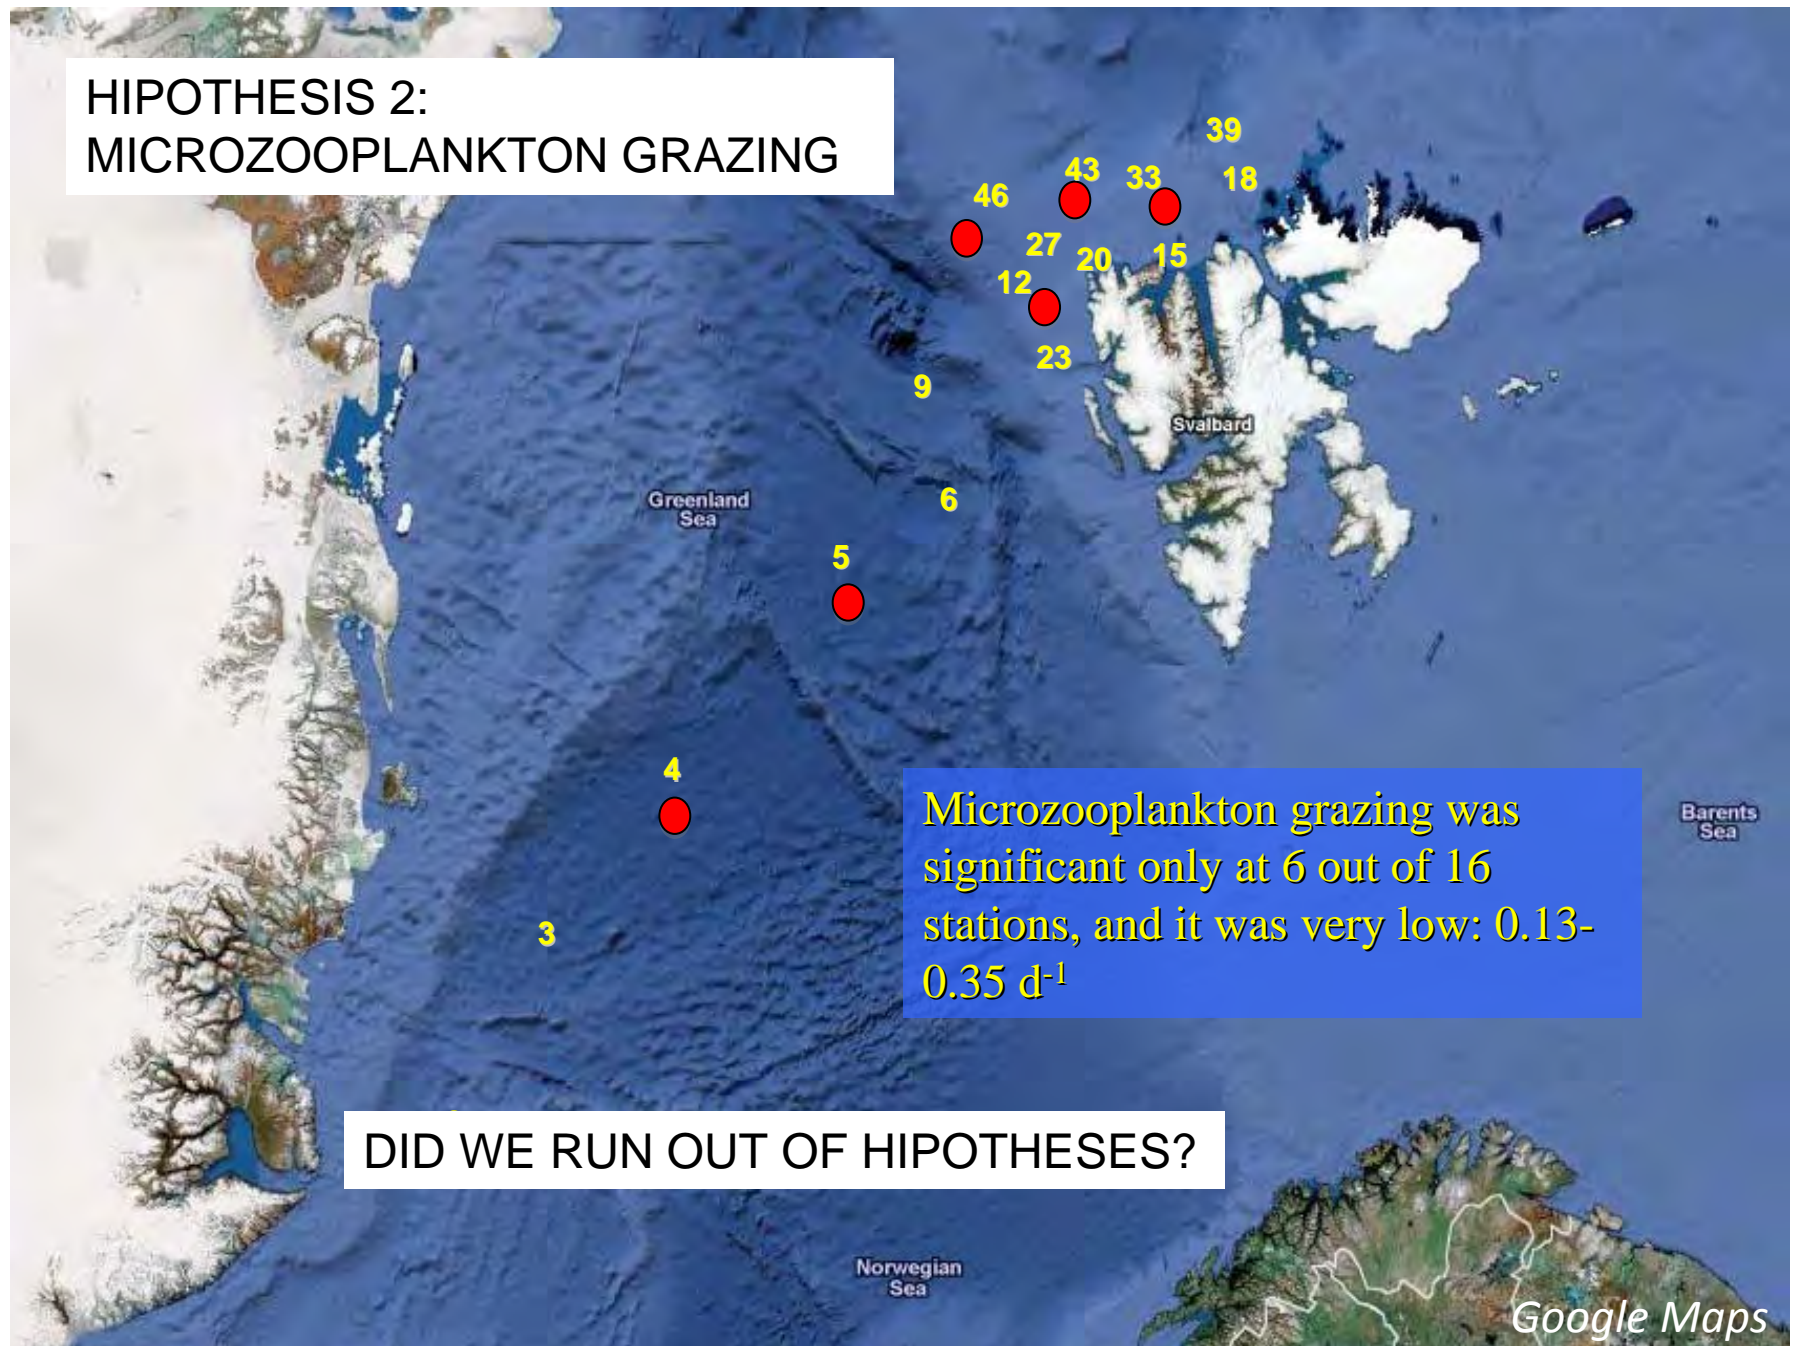 HIPOTHESIS 2:
MICROZOOPLANKTON GRAZING
39
43
33
18
46
27
20
15
12
23
9
Svalbard
6
Greenland
Sea
5
4
Microzooplankton grazing was
significant only at 6 out of 16
stations, and it was very low: 0.13-
0.35 d-1
Barents
Sea
3
DID WE RUN OUT OF HIPOTHESES?
Norwegian
Sea
Google Maps